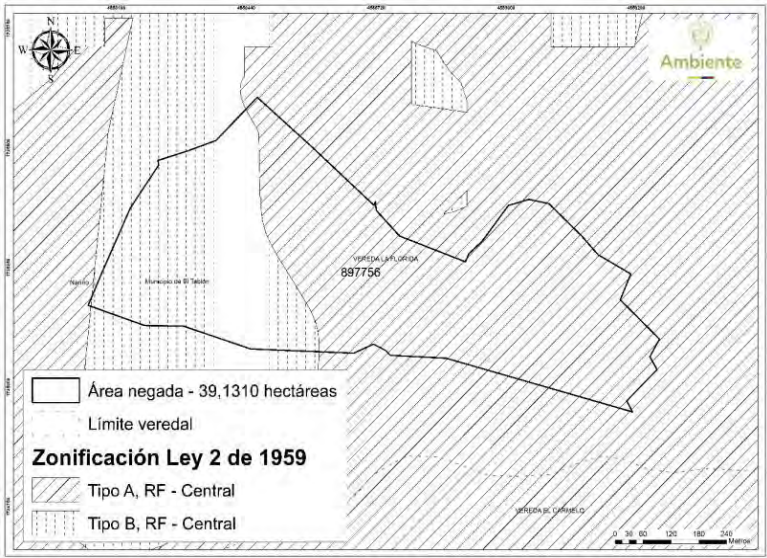 N
W E
S
Ambiente
VEREDA LA FLORIDA
897756
Nariño
Municipio de El Tablón
Área negada - 39,1310 hectáreas
Límite veredal
Zonificación Ley 2 de 1959
Tipo A, RF - Central
Tipo B, RF - Central
VEREDA EL CARMELO
0 30 60 120 180 240
Metros